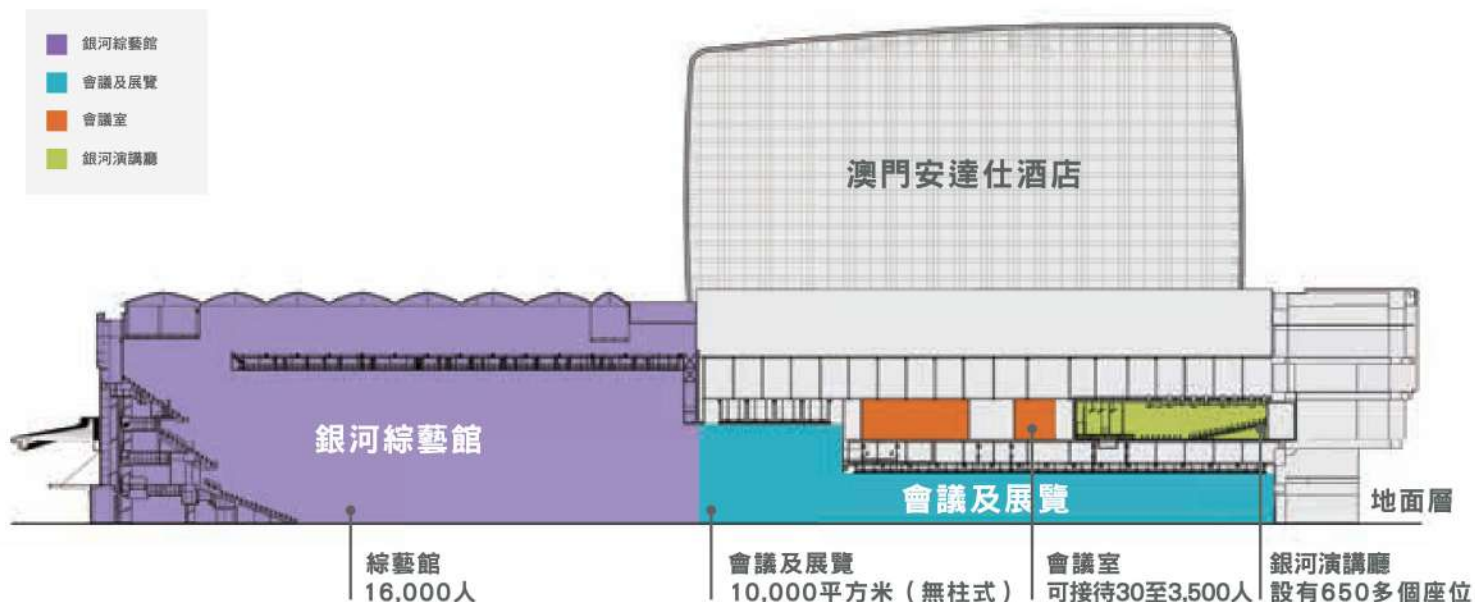 銀河綜藝館
會議及展覽
會議室
銀河演講廳
澳門安達仕酒店
銀河綜藝館
會議及展覽
地面層
綜藝館
16,000人
會議及展覽
10,000平方米（無柱式）
會議室
可接待30至3,500人
銀河演講廳
設有650多個座位